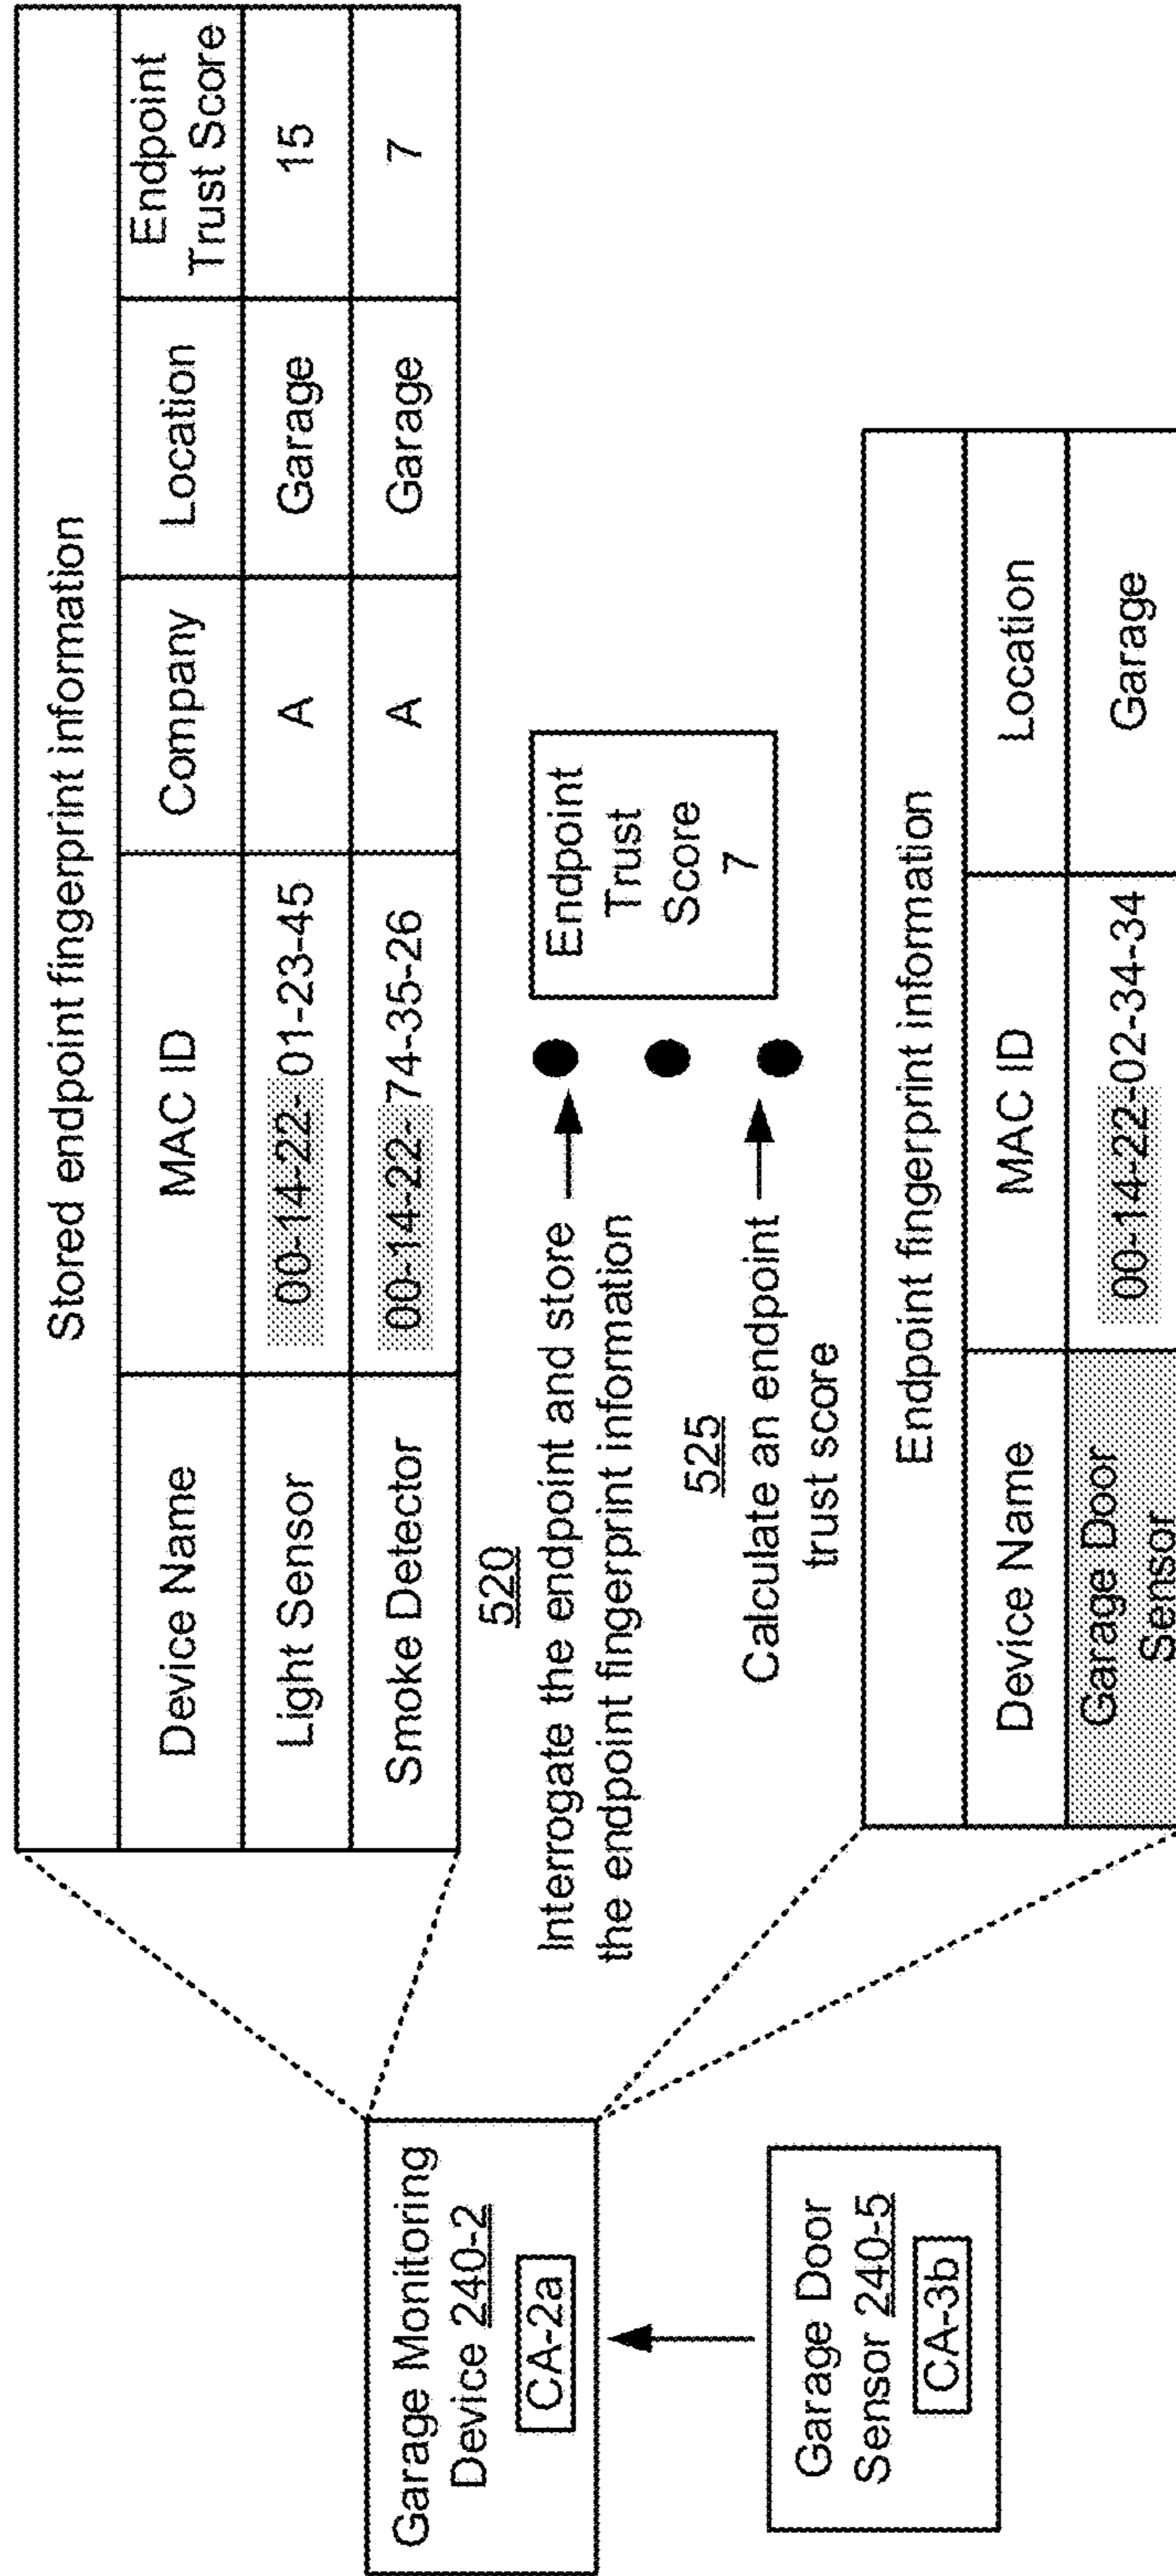 Stored endpoint fingerprint information
Device Name MAC ID Company Location Endpoint
Trust Score
Light Sensor 00-14-22-01-23-45 A Garage 15
Smoke Detector 00-14-22-74-35-26 A Garage 7
Garage Monitoring
Device 240-2
CA-2a
520
Interrogate the endpoint and store
the endpoint fingerprint information
525
Calculate an endpoint
trust score
Endpoint
Trust
Score
7
Garage Door
Sensor 240-5
CA-3b
Endpoint fingerprint information
Device Name MAC ID Location
Garage Door
Sensor
00-14-22-02-34-34 Garage